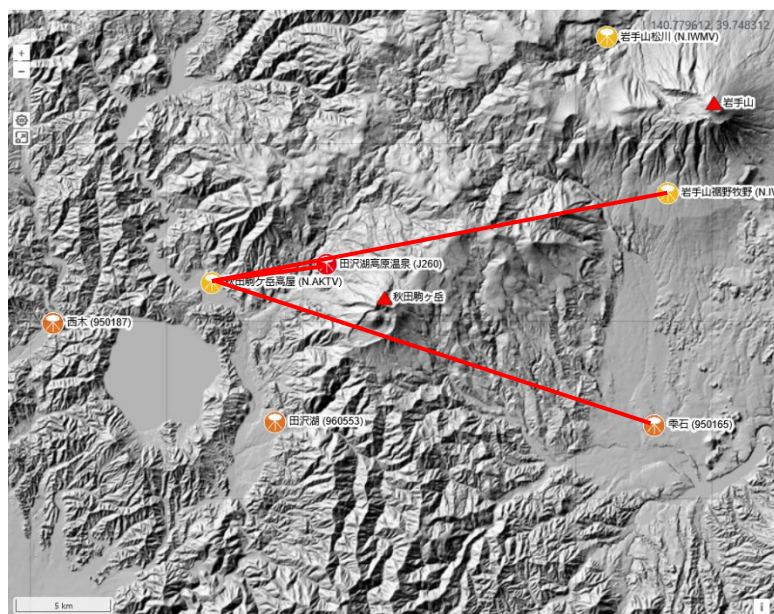 140.779612, 39.748312
岩手山松川 (N.IWMV)
+
−
岩手山
岩手山裾野牧野 (N.IV
田沢湖高原温泉 (J260)
秋田駒ケ岳高屋 (N.AKTV)
秋田駒ヶ岳
西木 (950187)
田沢湖 (960553)
雫石 (950165)
5 km
i